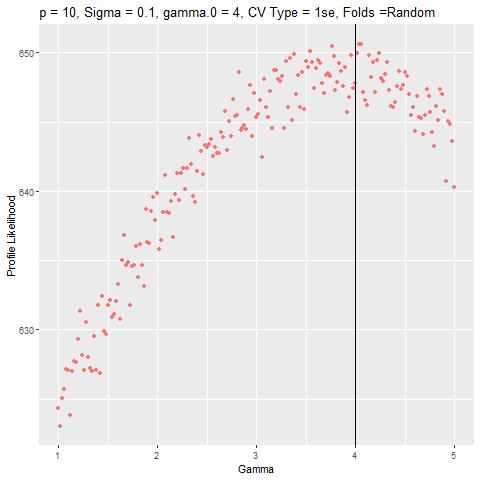 p = 10, Sigma = 0.1, gamma.0 = 4, CV Type = 1se, Folds =Random
Profile Likelihood
650
640
630
1 2 3 4 5
Gamma